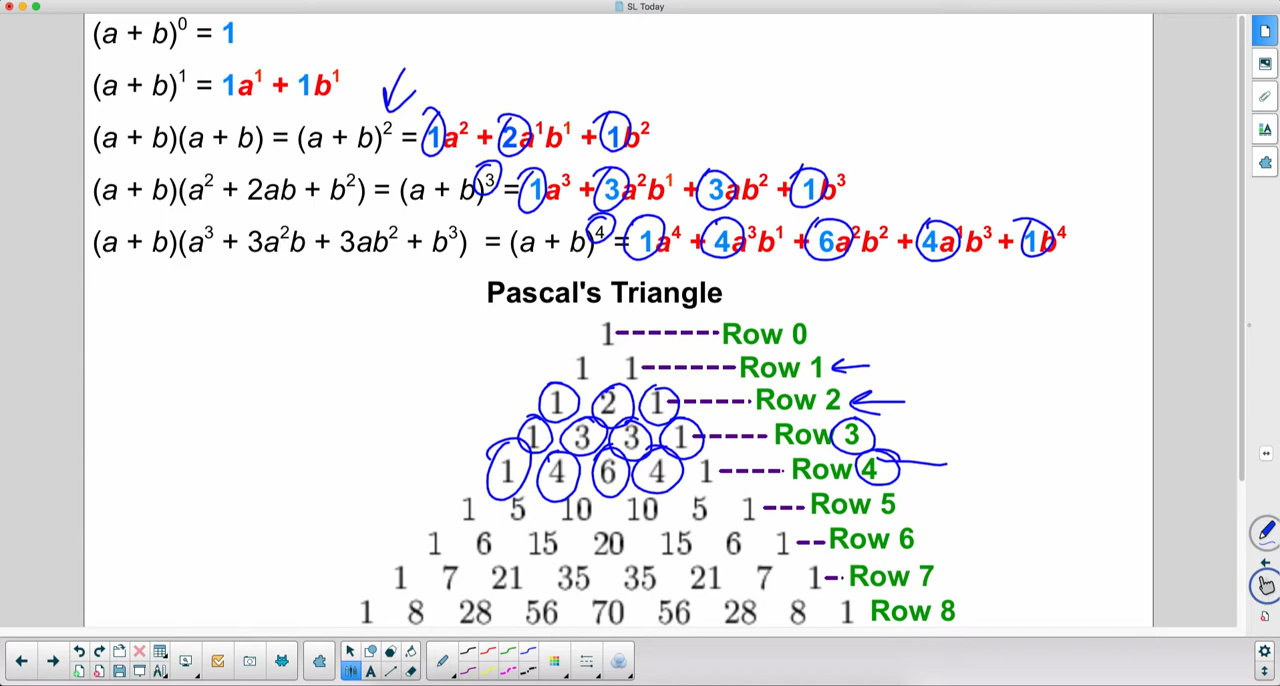 SL Today
(a + b)⁰ = 1
(a + b)¹ = 1a¹ + 1b¹
(a + b)(a + b) = (a + b)² = 1a² + 2a¹b¹ + 1b²
(a + b)(a² + 2ab + b²) = (a + b)³ = 1a³ + 3a²b¹ + 3ab² + 1b³
(a + b)(a³ + 3a²b + 3ab² + b³) = (a + b)⁴ = 1a⁴ + 4a³b¹ + 6a²b² + 4a¹b³ + 1b⁴
Pascal's Triangle
1 Row 0
1 1 Row 1
1 2 1 Row 2
1 3 3 1 Row 3
1 4 6 4 1 Row 4
1 5 10 10 5 1 Row 5
1 6 15 20 15 6 1 Row 6
1 7 21 35 35 21 7 1 Row 7
1 8 28 56 70 56 28 8 1 Row 8